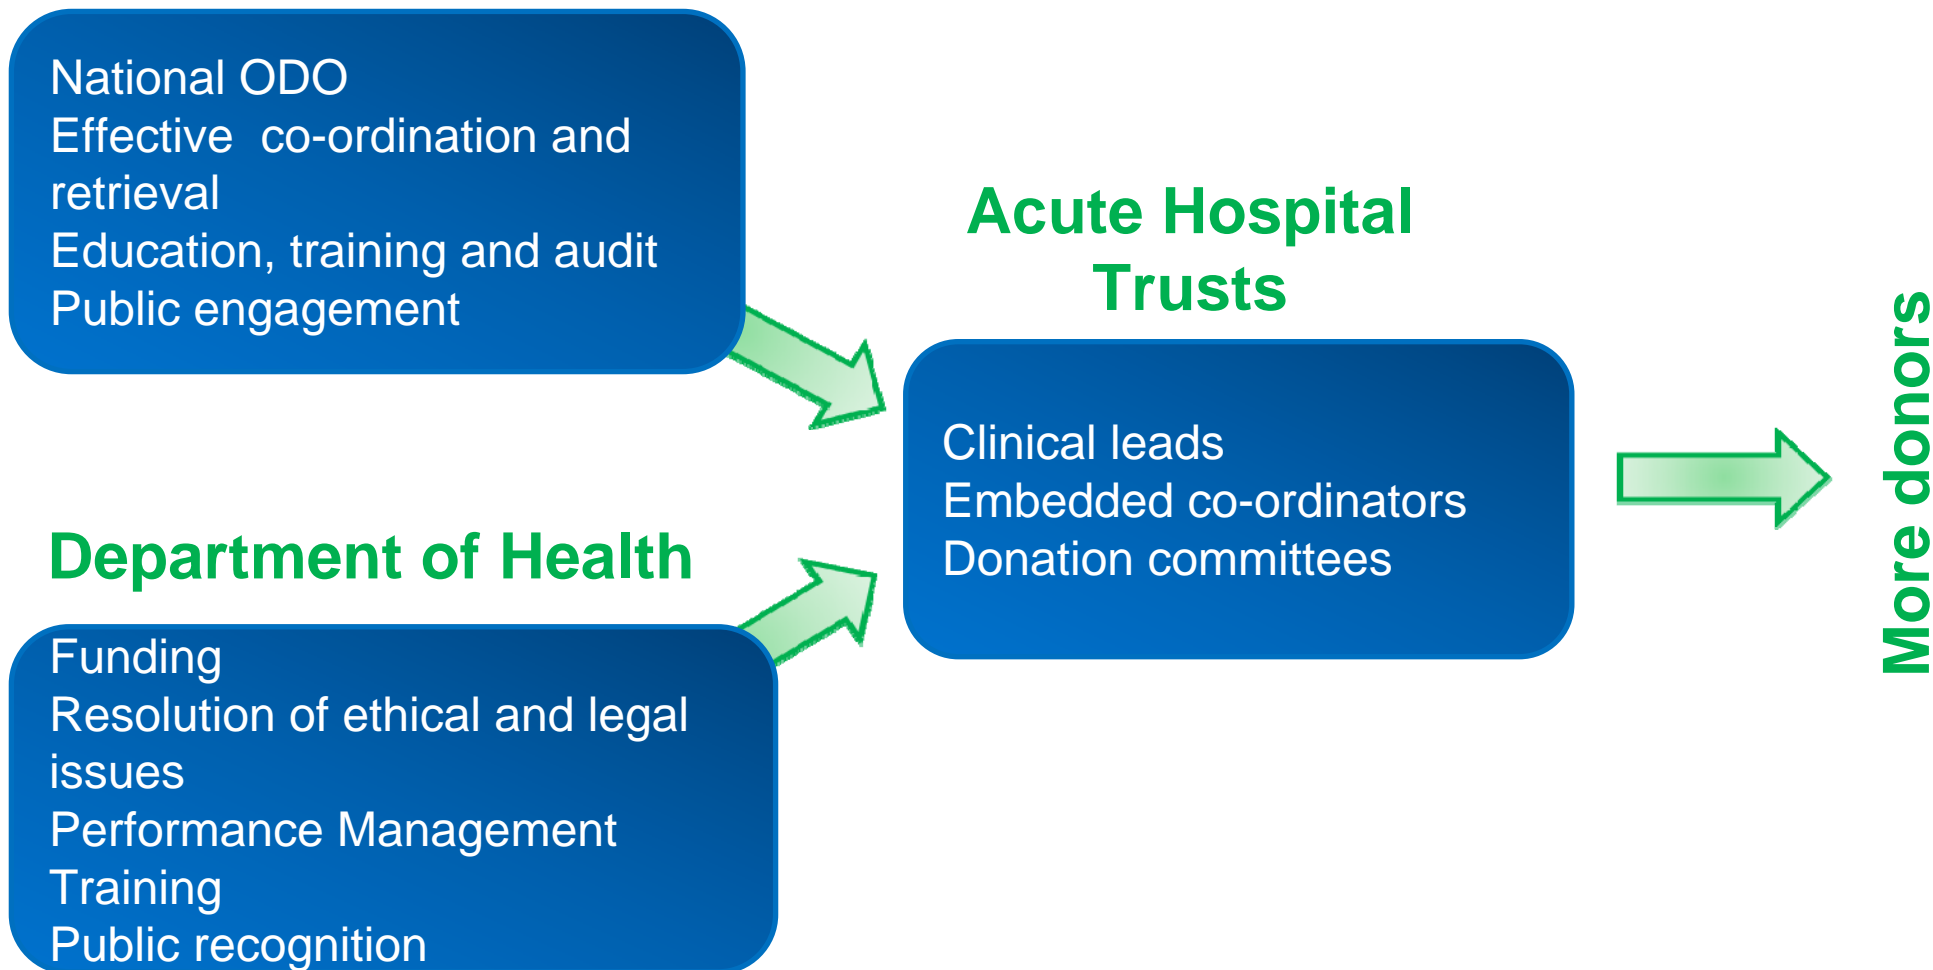 National ODO
Effective  co-ordination and
retrieval
Education, training and audit
Public engagement
Department of Health
Funding
Resolution of ethical and legal
issues
Performance Management
Training
Public recognition
Acute Hospital
Trusts
Clinical leads
Embedded co-ordinators
Donation committees
More donors